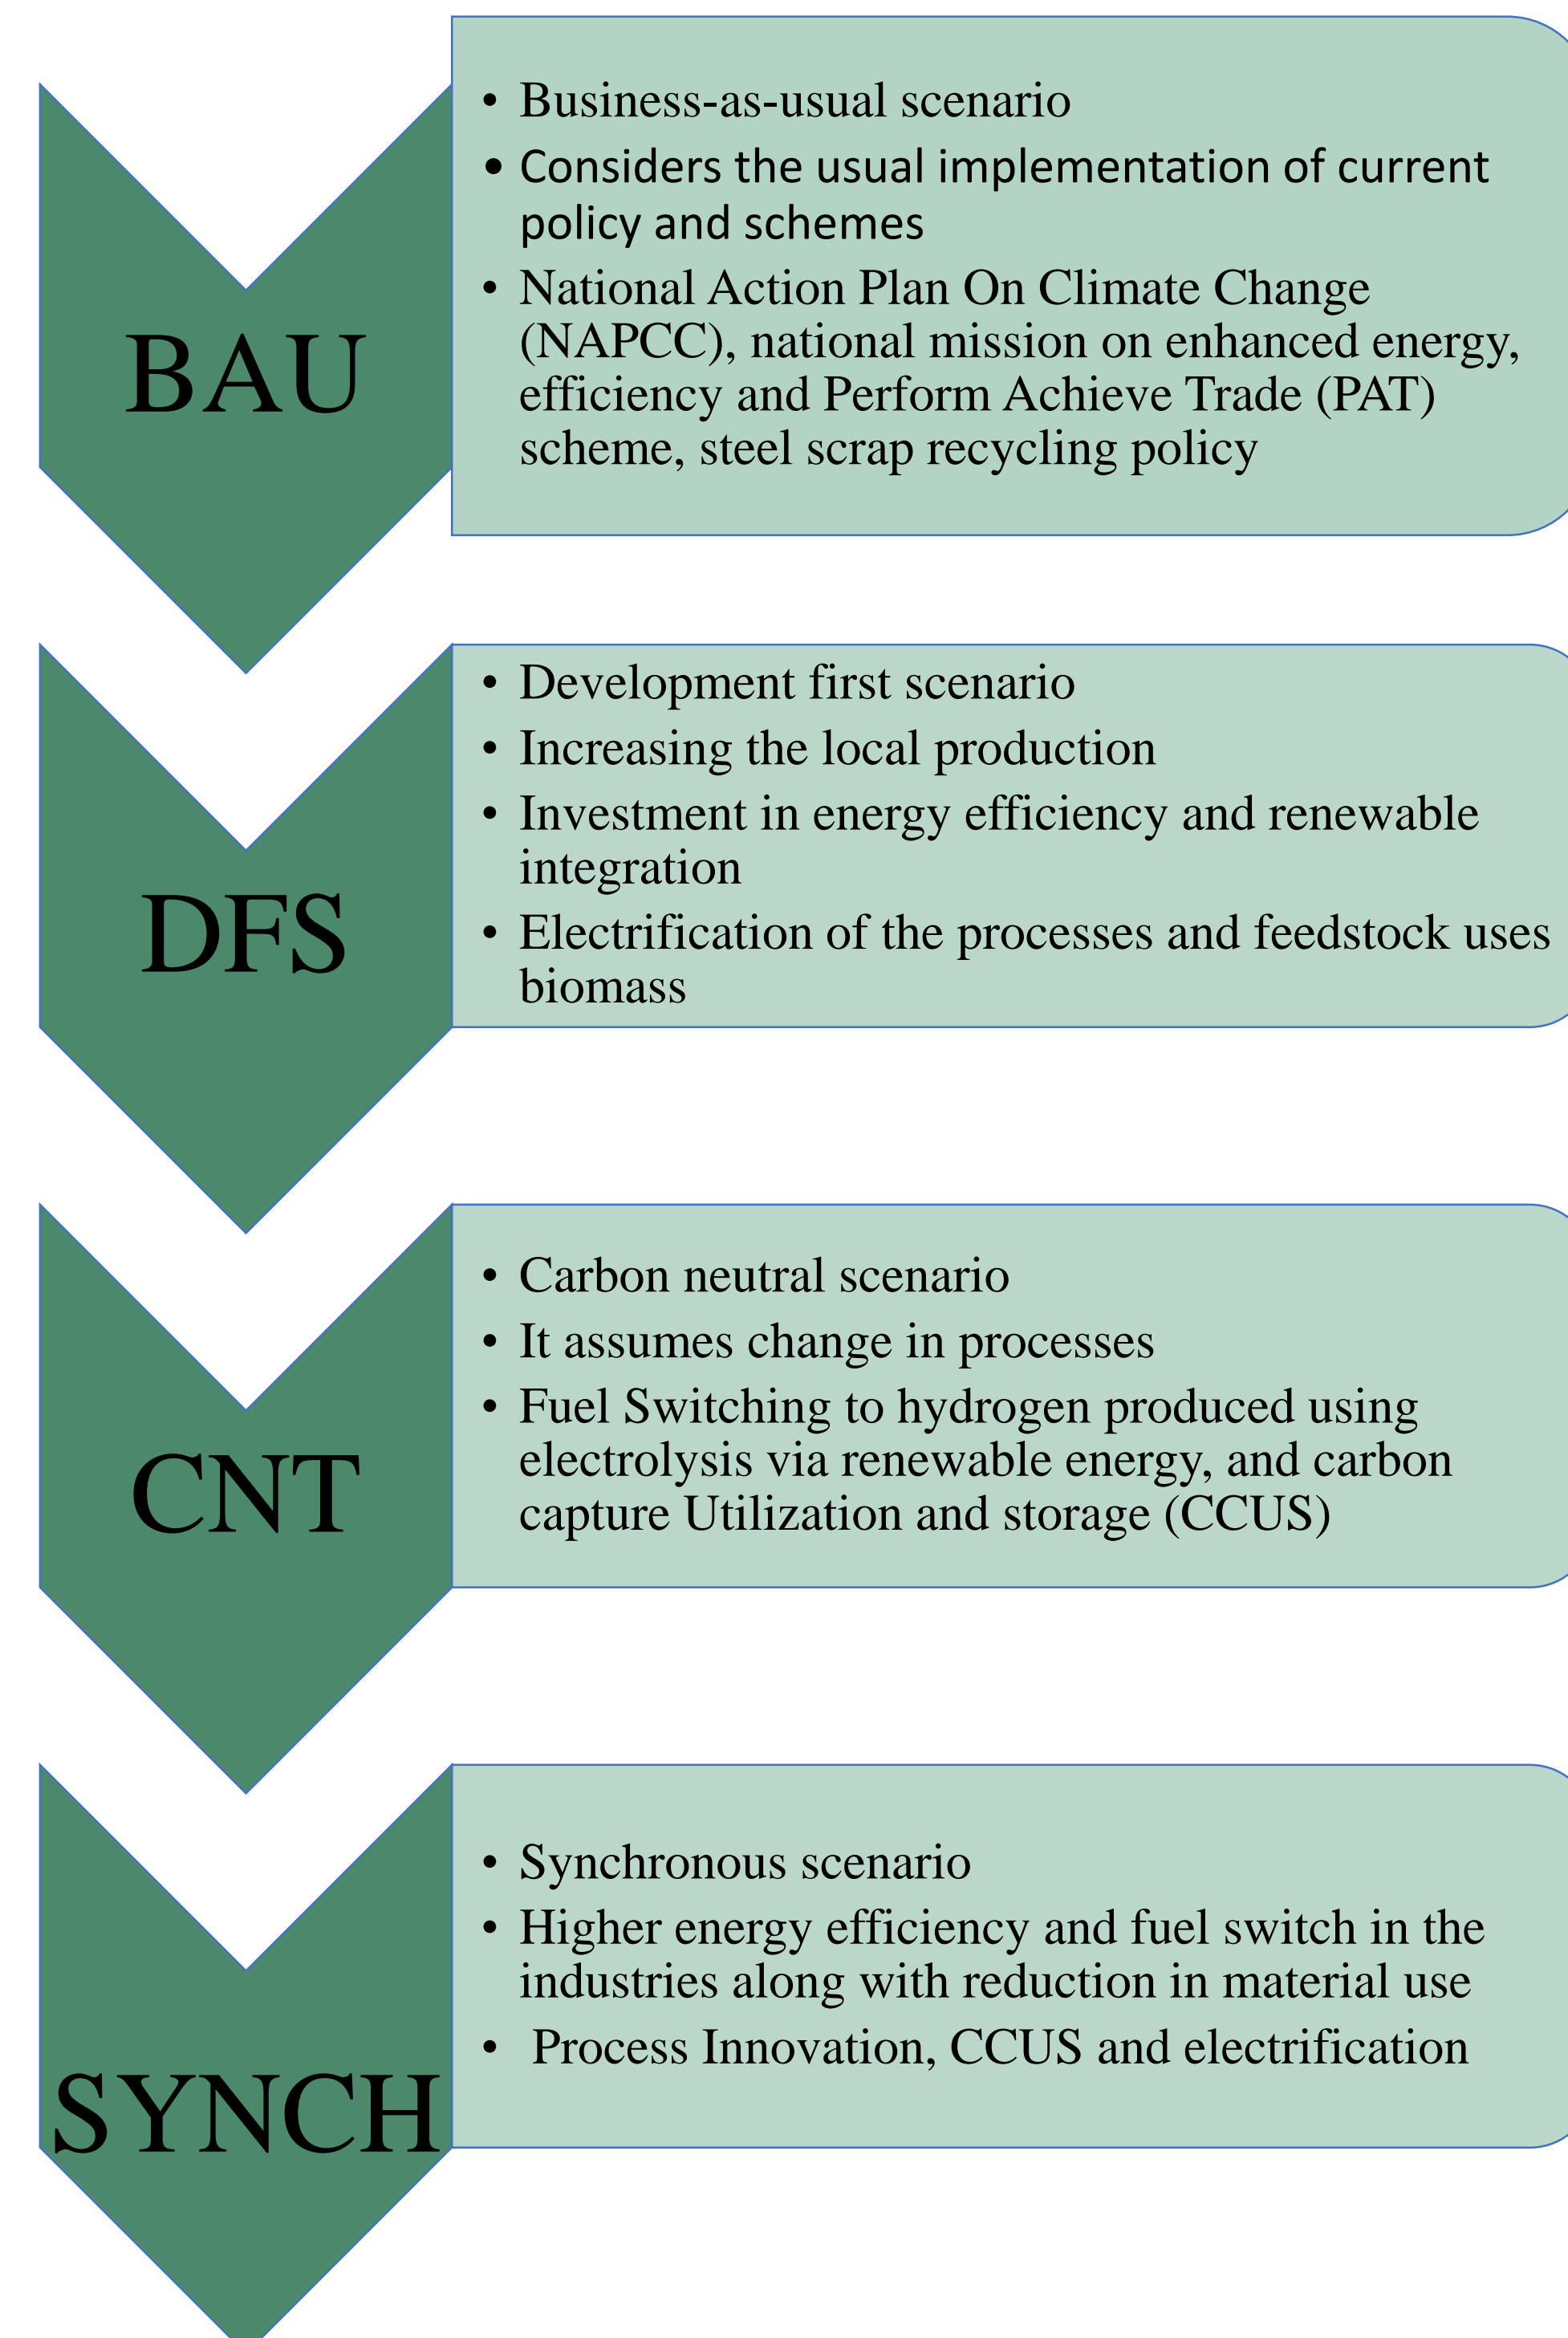 BAU
• Business-as-usual scenario
• Considers the usual implementation of current
policy and schemes
• National Action Plan On Climate Change
(NAPCC), national mission on enhanced energy,
efficiency and Perform Achieve Trade (PAT)
scheme, steel scrap recycling policy
DFS
• Development first scenario
• Increasing the local production
• Investment in energy efficiency and renewable
integration
• Electrification of the processes and feedstock uses
biomass
CNT
• Carbon neutral scenario
• It assumes change in processes
• Fuel Switching to hydrogen produced using
electrolysis via renewable energy, and carbon
capture Utilization and storage (CCUS)
SYNCH
• Synchronous scenario
• Higher energy efficiency and fuel switch in the
industries along with reduction in material use
• Process Innovation, CCUS and electrification